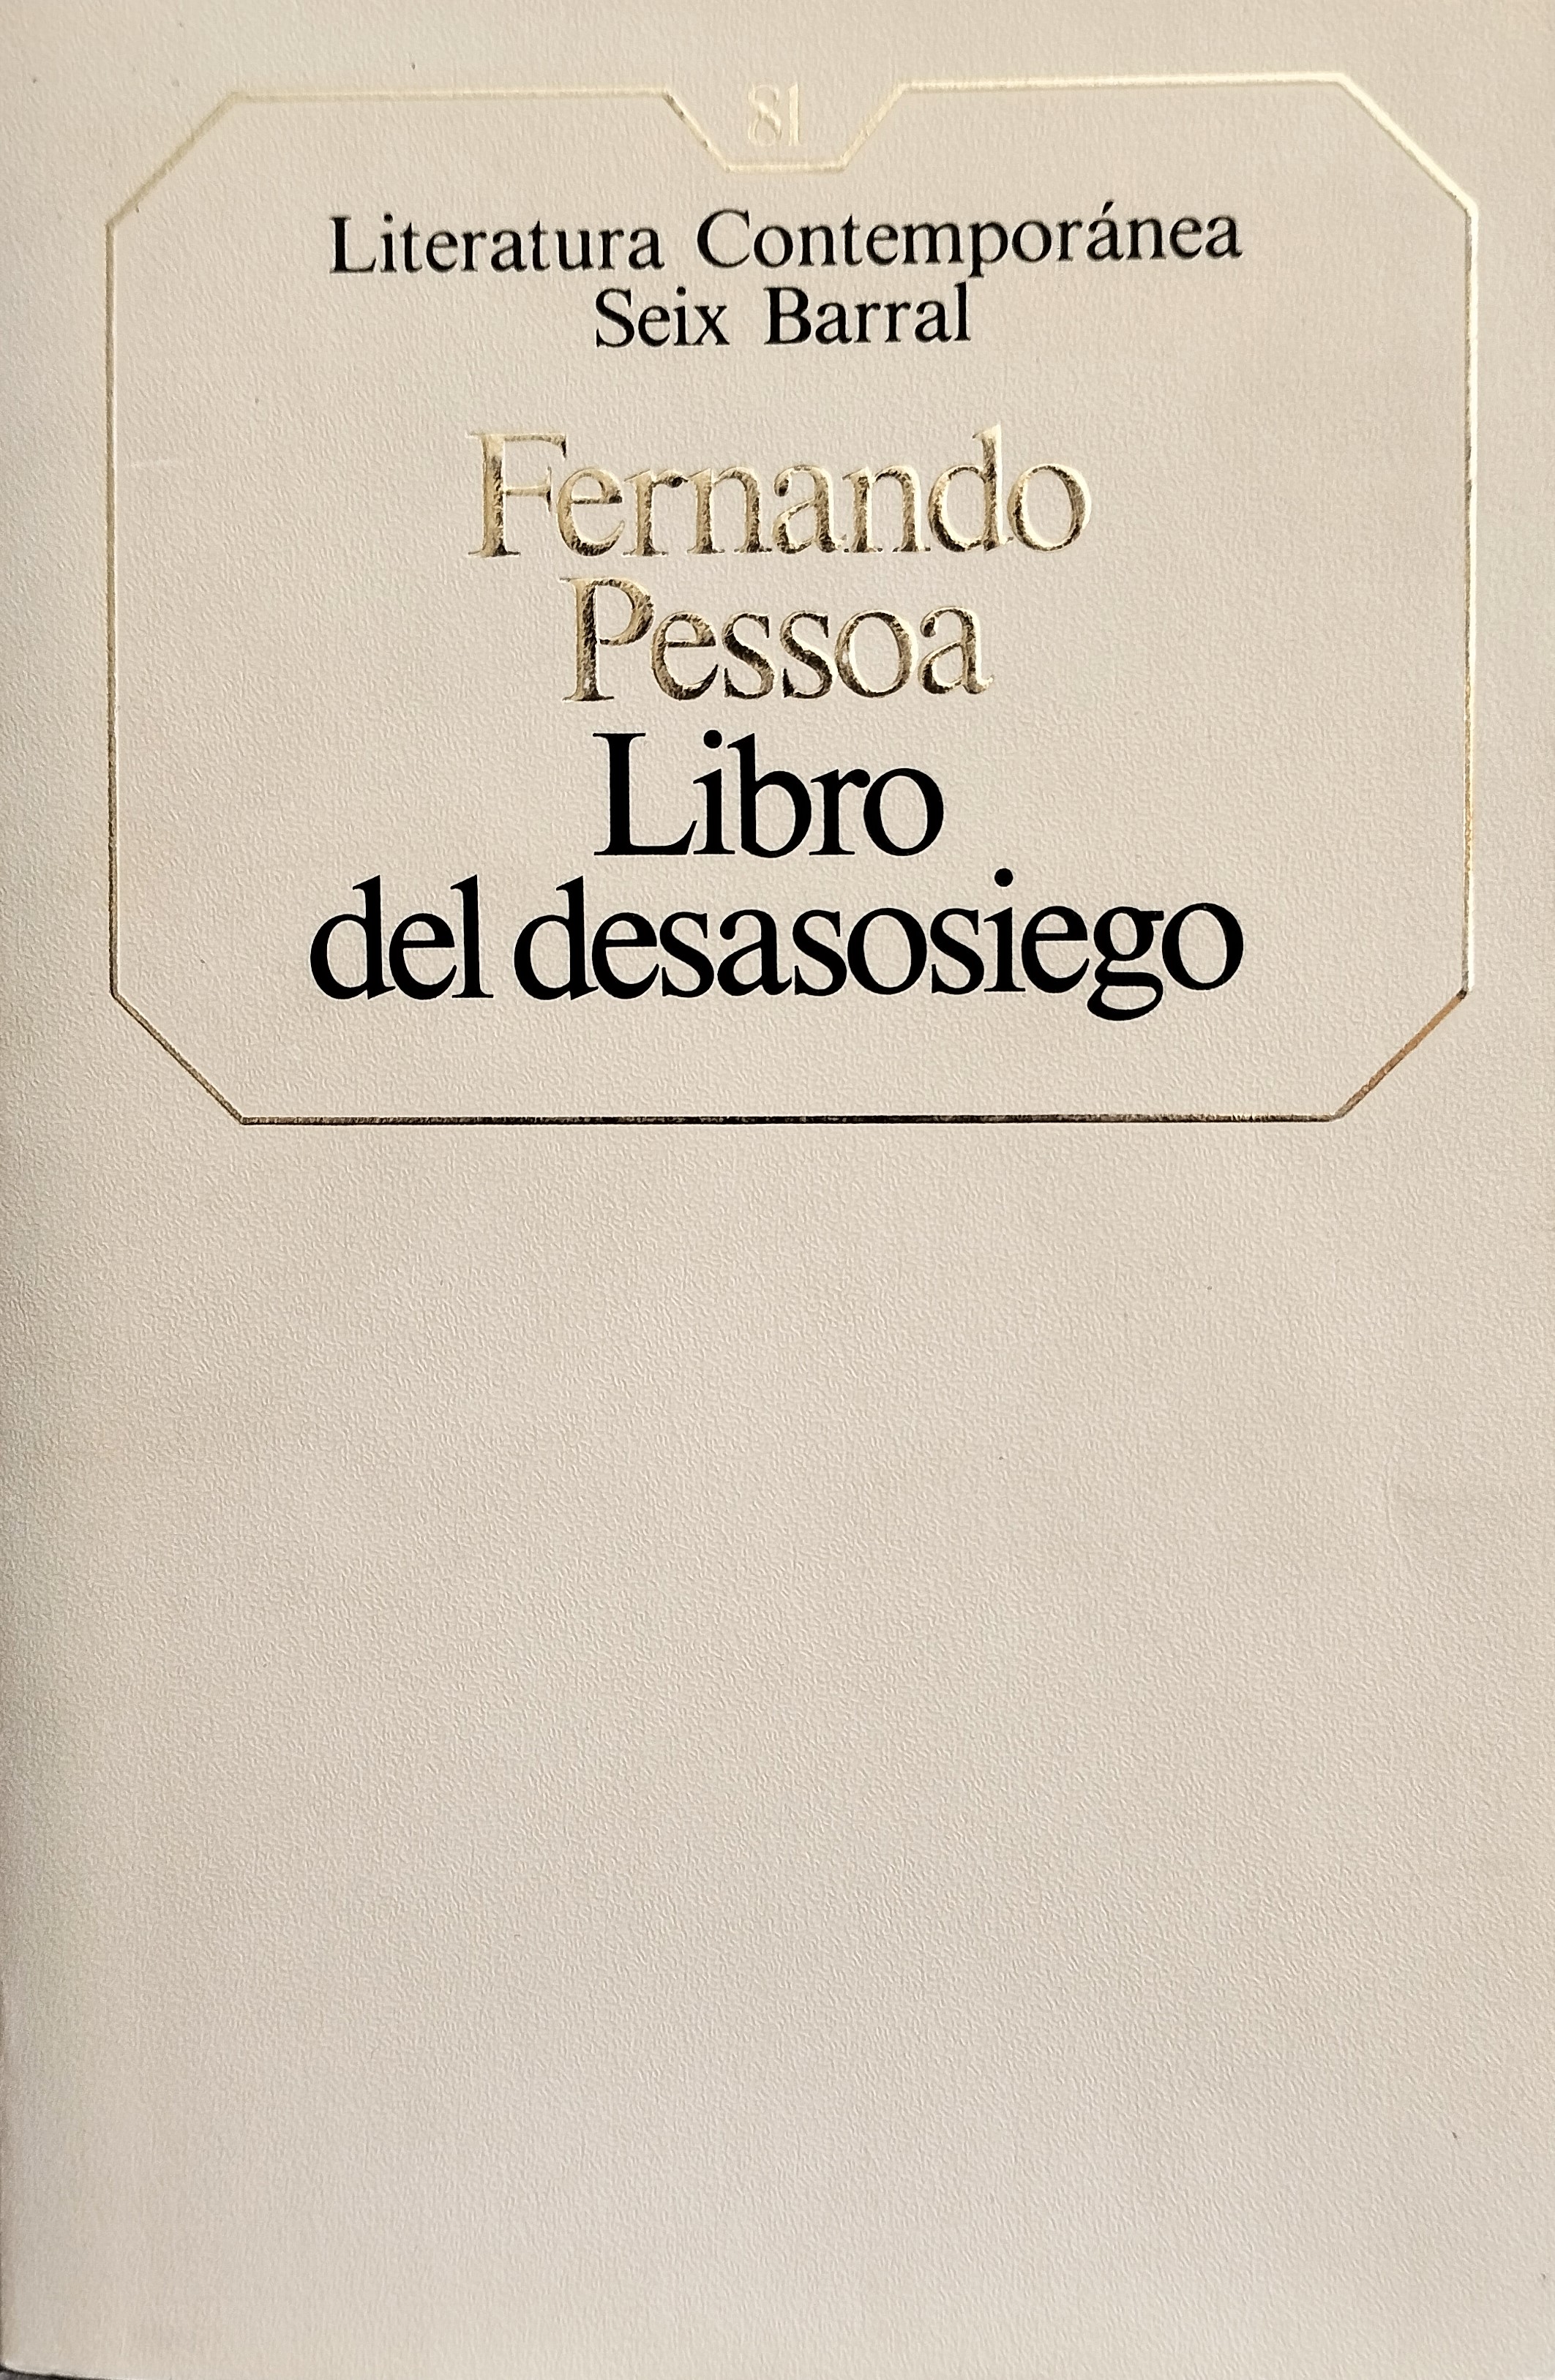 81
Literatura Contemporánea
Seix Barral
Fernando
Pessoa
Libro
del desasosiego